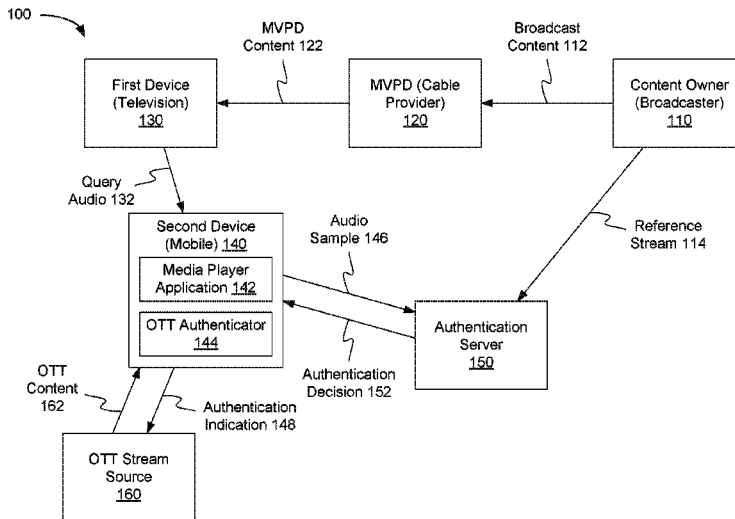 100
MVPD
Content 122
Broadcast
Content 112
First Device
(Television)
130
MVPD (Cable
Provider)
120
Content Owner
(Broadcaster)
110
Query
Audio 132
Second Device
(Mobile) 140
Media Player
Application 142
OTT Authenticator
144
Audio
Sample 146
Reference
Stream 114
Authentication
Server
150
Authentication
Decision 152
OTT
Content
162
Authentication
Indication 148
OTT Stream
Source
160